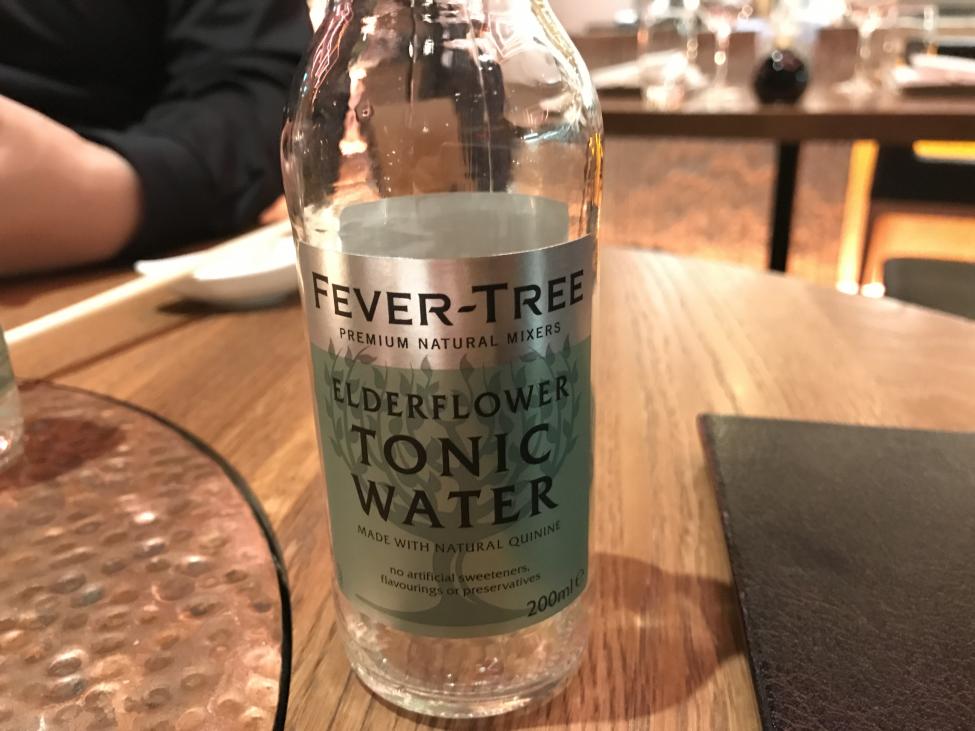 FEVER-TREE
PREMIUM NATURAL MIXERS
ELDERFLOWER
TONIC
WATER
MADE WITH NATURAL QUININE
no artificial sweeteners,
flavourings or preservatives
200ml ℮